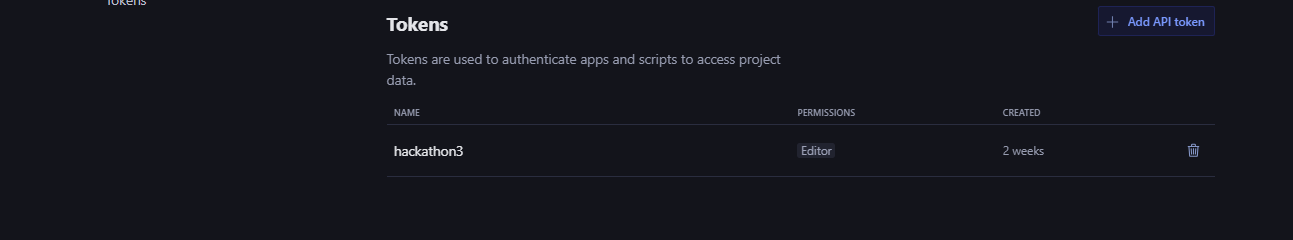 Tokens
Tokens
Add API token
Tokens are used to authenticate apps and scripts to access project
data.
NAME PERMISSIONS CREATED
hackathon3 Editor 2 weeks